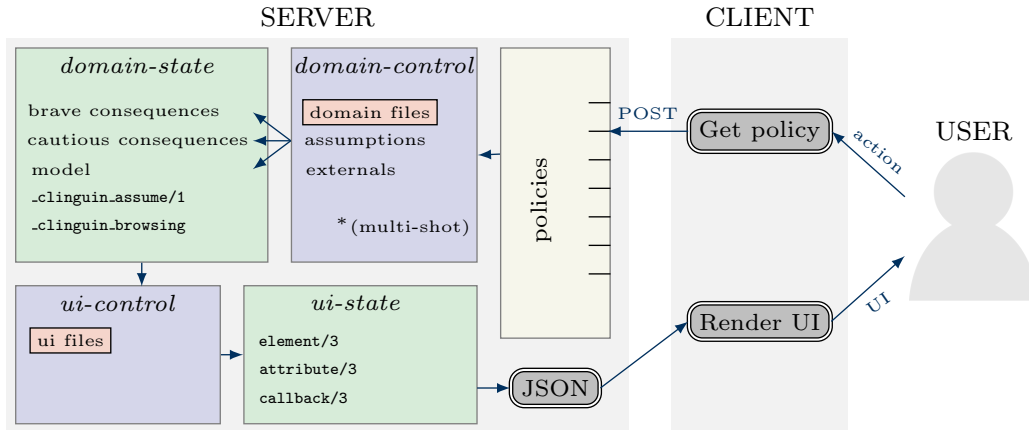 SERVER
CLIENT
domain-state
brave consequences
cautious consequences
model
_clinguin_assume/1
_clinguin_browsing
domain-control
domain files
assumptions
externals
* (multi-shot)
policies
POST
Get policy
action
USER
ui-control
ui files
ui-state
element/3
attribute/3
callback/3
JSON
Render UI
UI